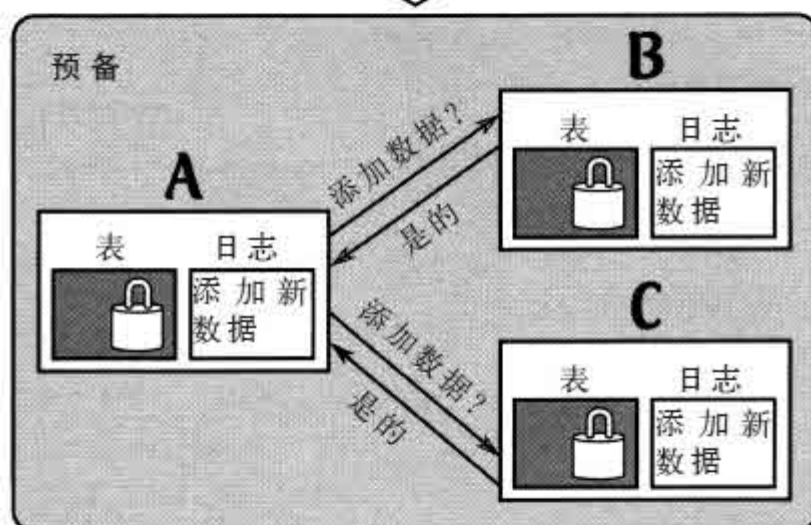 预备
B
表 日志
添加新
数据
添加数据?
是的
A
表 日志
添加新
数据
添加数据?
是的
C
表 日志
添加新
数据